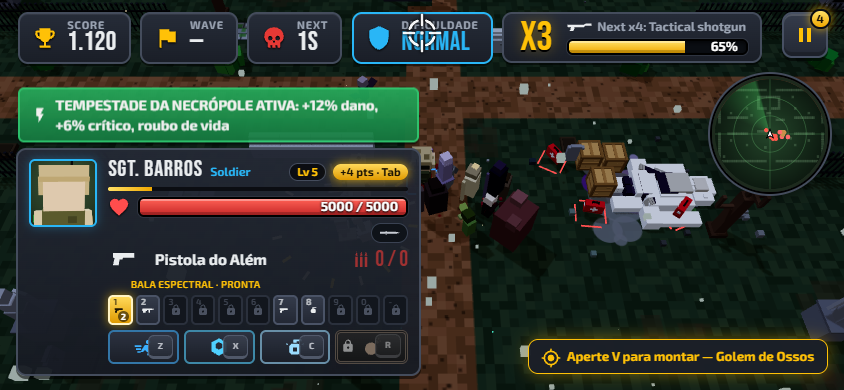 SCORE
1.120
WAVE
—
NEXT
1S
DIFICULDADE
NORMAL
X3
Next x4: Tactical shotgun
65%
4
TEMPESTADE DA NECRÓPOLE ATIVA: +12% dano,
+6% crítico, roubo de vida
SGT. BARROS Soldier
Lv 5
+4 pts · Tab
5000 / 5000
Pistola do Além
0/0
BALA ESPECTRAL · PRONTA
1 2 3 4 5 6 7 8 9 0 -
2
Z X C R
Aperte V para montar — Golem de Ossos